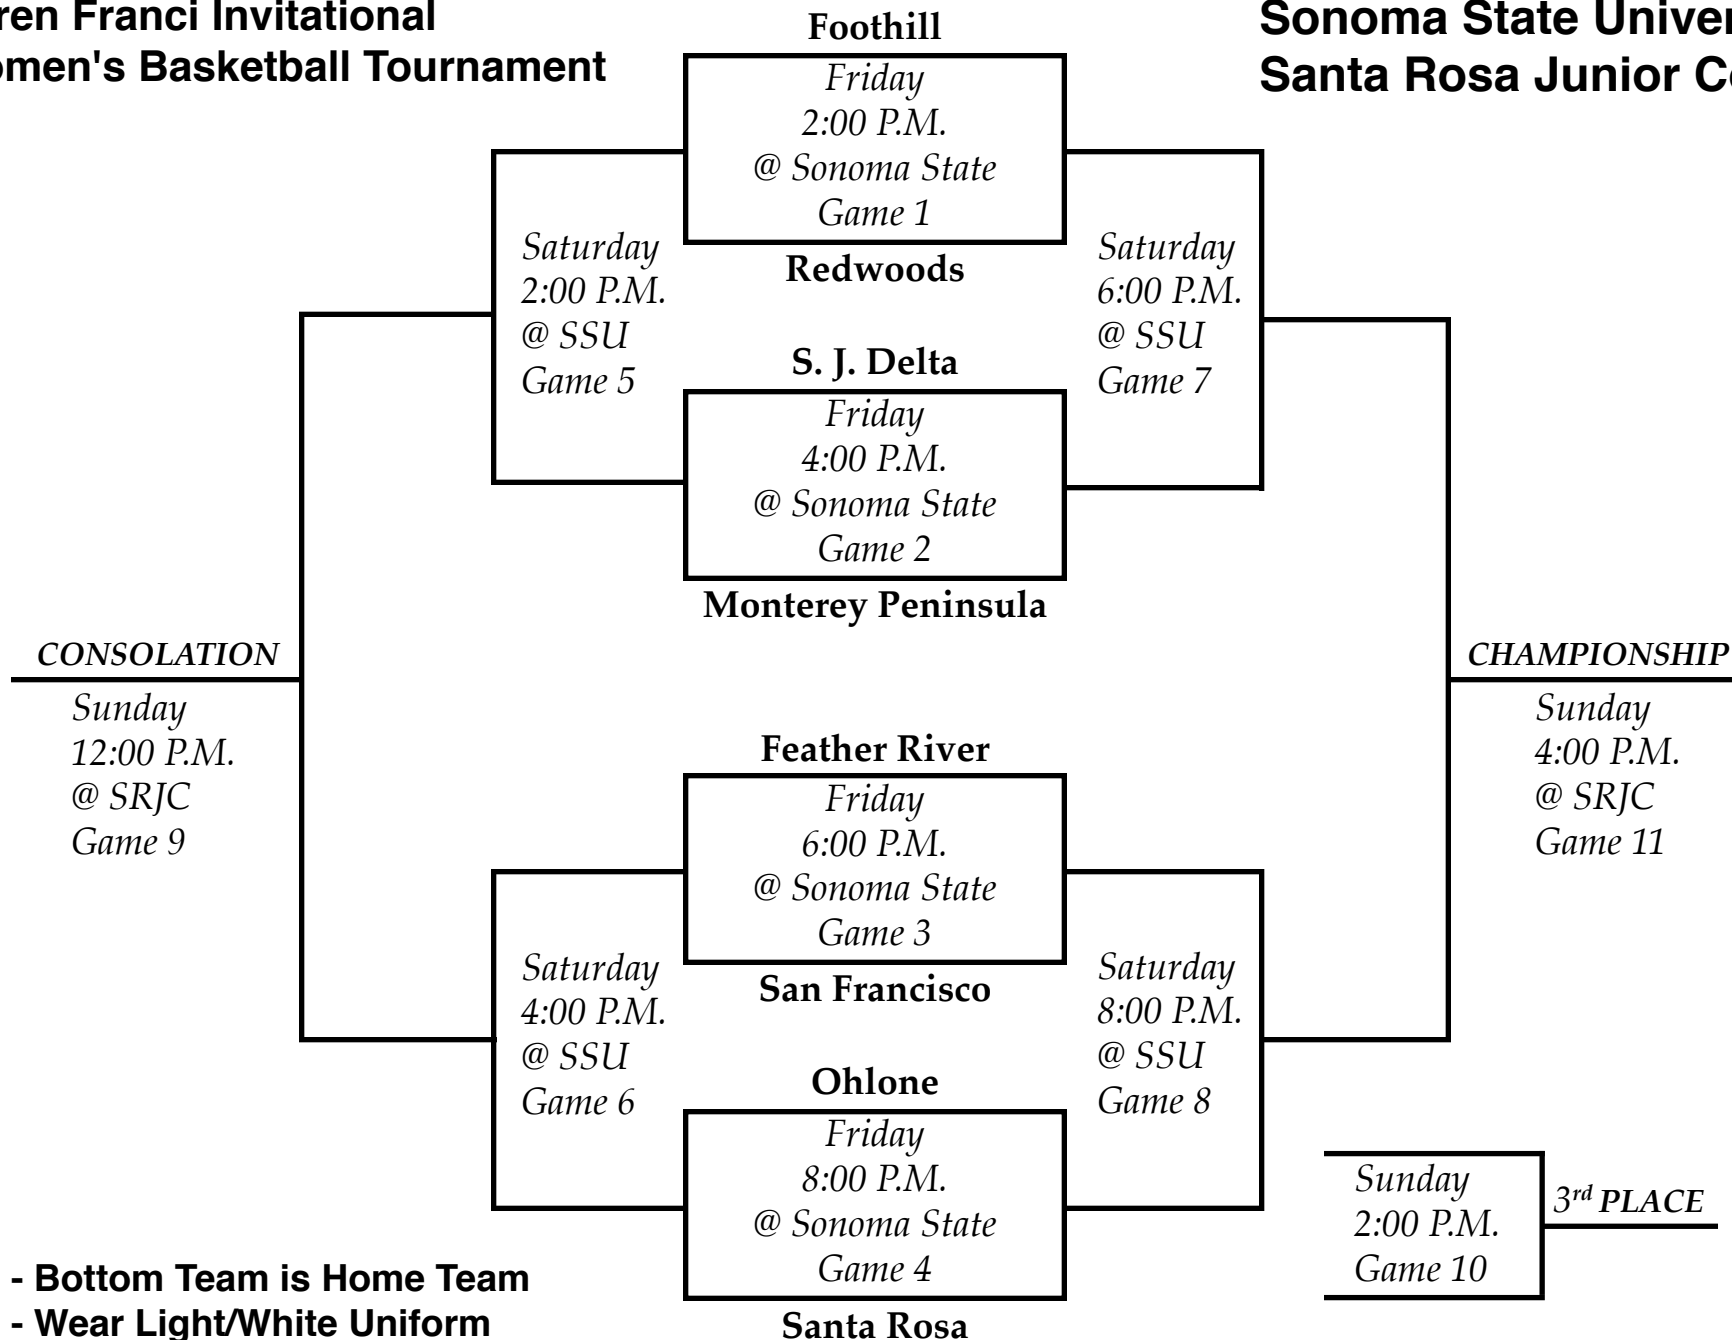 ren Franci Invitational
omen's Basketball Tournament
Sonoma State Univer
Santa Rosa Junior Co
Foothill
Friday
2:00 P.M.
@ Sonoma State
Game 1
Redwoods
Saturday
2:00 P.M.
@ SSU
Game 5
Saturday
6:00 P.M.
@ SSU
Game 7
S. J. Delta
Friday
4:00 P.M.
@ Sonoma State
Game 2
Monterey Peninsula
CONSOLATION
Sunday
12:00 P.M.
@ SRJC
Game 9
CHAMPIONSHIP
Sunday
4:00 P.M.
@ SRJC
Game 11
Feather River
Friday
6:00 P.M.
@ Sonoma State
Game 3
San Francisco
Saturday
4:00 P.M.
@ SSU
Game 6
Saturday
8:00 P.M.
@ SSU
Game 8
Ohlone
Friday
8:00 P.M.
@ Sonoma State
Game 4
Santa Rosa
Sunday
2:00 P.M.
Game 10
3rd PLACE
- Bottom Team is Home Team
- Wear Light/White Uniform